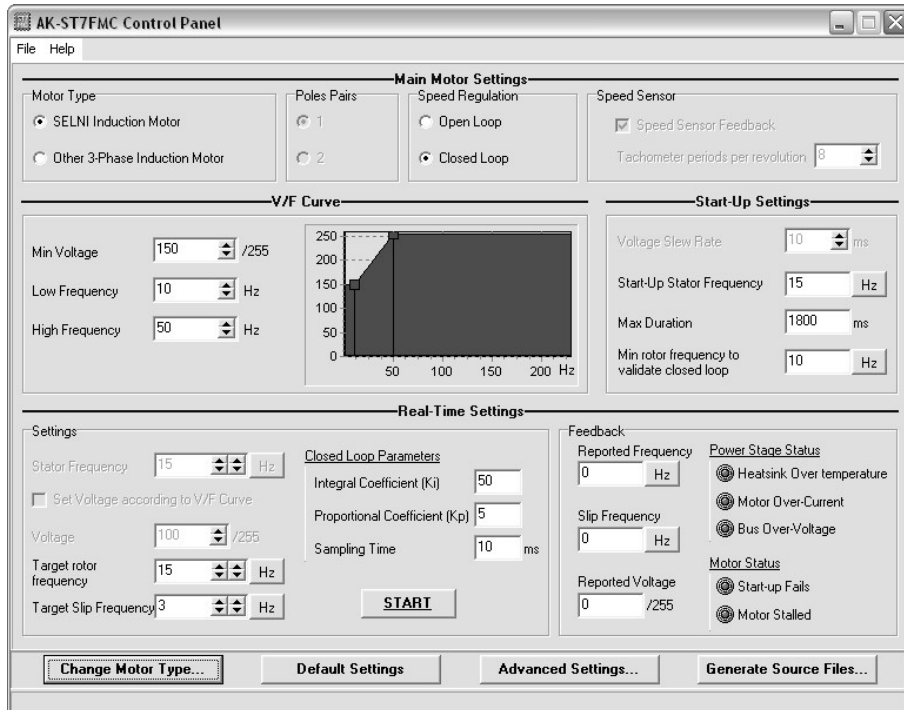 AK-ST7FMC Control Panel
File Help
Main Motor Settings
Motor Type
SELNI Induction Motor
Other 3-Phase Induction Motor
Poles Pairs
1
2
Speed Regulation
Open Loop
Closed Loop
Speed Sensor
Speed Sensor Feedback
Tachometer periods per revolution 8
V/F Curve
Min Voltage 150 /255
Low Frequency 10 Hz
High Frequency 50 Hz
250
200
150
100
50
0
50 100 150 200 Hz
Start-Up Settings
Voltage Slew Rate 10 ms
Start-Up Stator Frequency 15 Hz
Max Duration 1800 ms
Min rotor frequency to
validate closed loop 10 Hz
Real-Time Settings
Settings
Stator Frequency 15 Hz
Set Voltage according to V/F Curve
Voltage 100 /255
Target rotor
frequency 15 Hz
Target Slip Frequency 3 Hz
Closed Loop Parameters
Integral Coefficient (Ki) 50
Proportional Coefficient (Kp) 5
Sampling Time 10 ms
START
Feedback
Reported Frequency
0 Hz
Slip Frequency
0 Hz
Reported Voltage
0 /255
Power Stage Status
Heatsink Over temperature
Motor Over-Current
Bus Over-Voltage
Motor Status
Start-up Fails
Motor Stalled
Change Motor Type... Default Settings Advanced Settings... Generate Source Files...